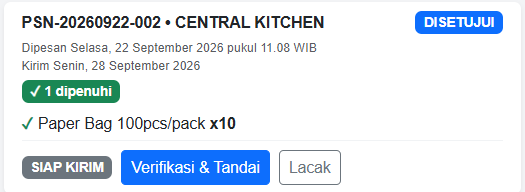 PSN-20260922-002 • CENTRAL KITCHEN DISETUJUI
Dipesan Selasa, 22 September 2026 pukul 11.08 WIB
Kirim Senin, 28 September 2026
✓ 1 dipenuhi
✓ Paper Bag 100pcs/pack x10
SIAP KIRIM Verifikasi & Tandai Lacak